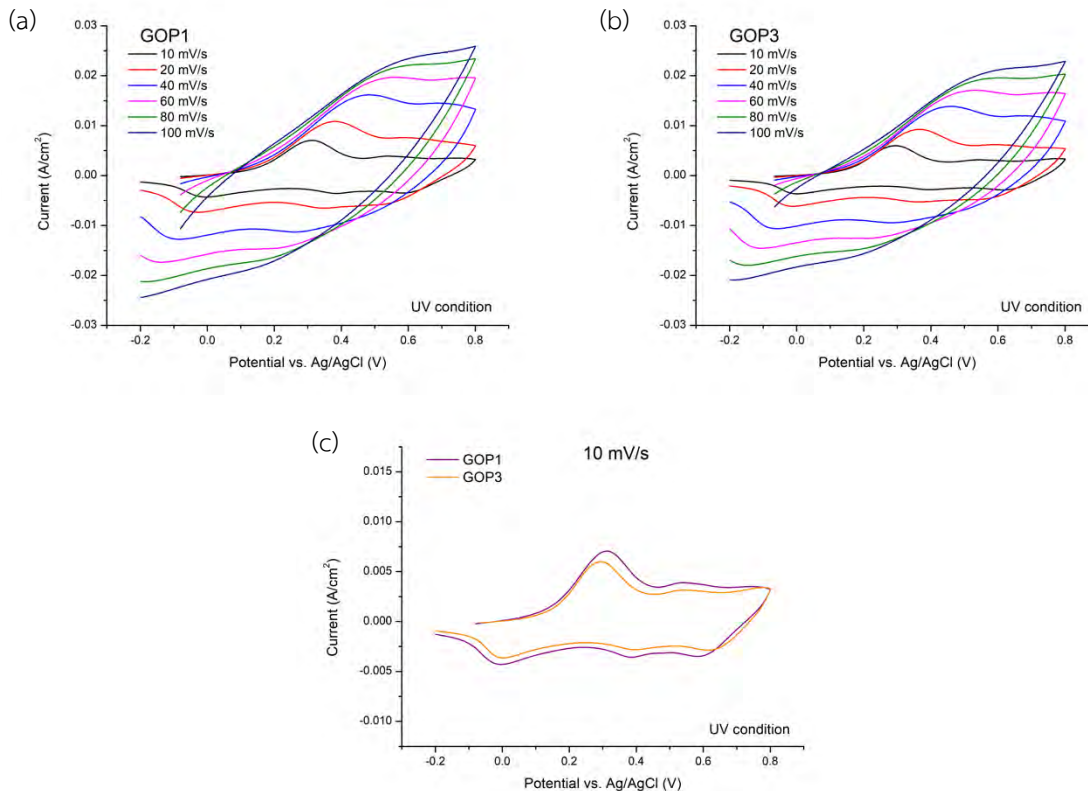 (a)
GOP1
10 mV/s
20 mV/s
40 mV/s
60 mV/s
80 mV/s
100 mV/s
0.03
0.02
0.01
0.00
-0.01
-0.02
-0.03
Current (A/cm²)
UV condition
-0.2 0.0 0.2 0.4 0.6 0.8
Potential vs. Ag/AgCl (V)
(b)
GOP3
10 mV/s
20 mV/s
40 mV/s
60 mV/s
80 mV/s
100 mV/s
0.03
0.02
0.01
0.00
-0.01
-0.02
-0.03
Current (A/cm²)
UV condition
-0.2 0.0 0.2 0.4 0.6 0.8
Potential vs. Ag/AgCl (V)
(c)
10 mV/s
GOP1
GOP3
0.015
0.010
0.005
0.000
-0.005
-0.010
Current (A/cm²)
UV condition
-0.2 0.0 0.2 0.4 0.6 0.8
Potential vs. Ag/AgCl (V)